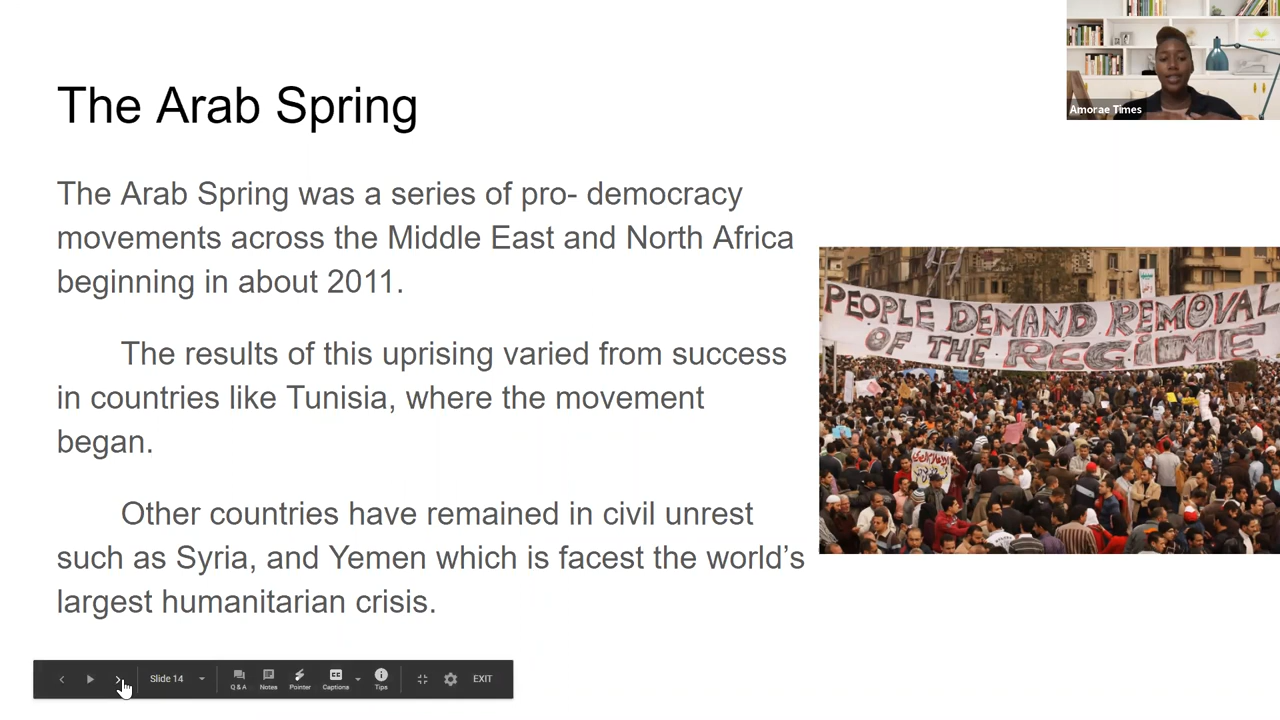 The Arab Spring
The Arab Spring was a series of pro- democracy
movements across the Middle East and North Africa
beginning in about 2011.
The results of this uprising varied from success
in countries like Tunisia, where the movement
began.
Other countries have remained in civil unrest
such as Syria, and Yemen which is facest the world’s
largest humanitarian crisis.
Amorae Times
PEOPLE DEMAND REMOVAL
OF THE REGIME
Slide 14
Q&A
Notes
Pointer
CC
Captions
Tips
EXIT